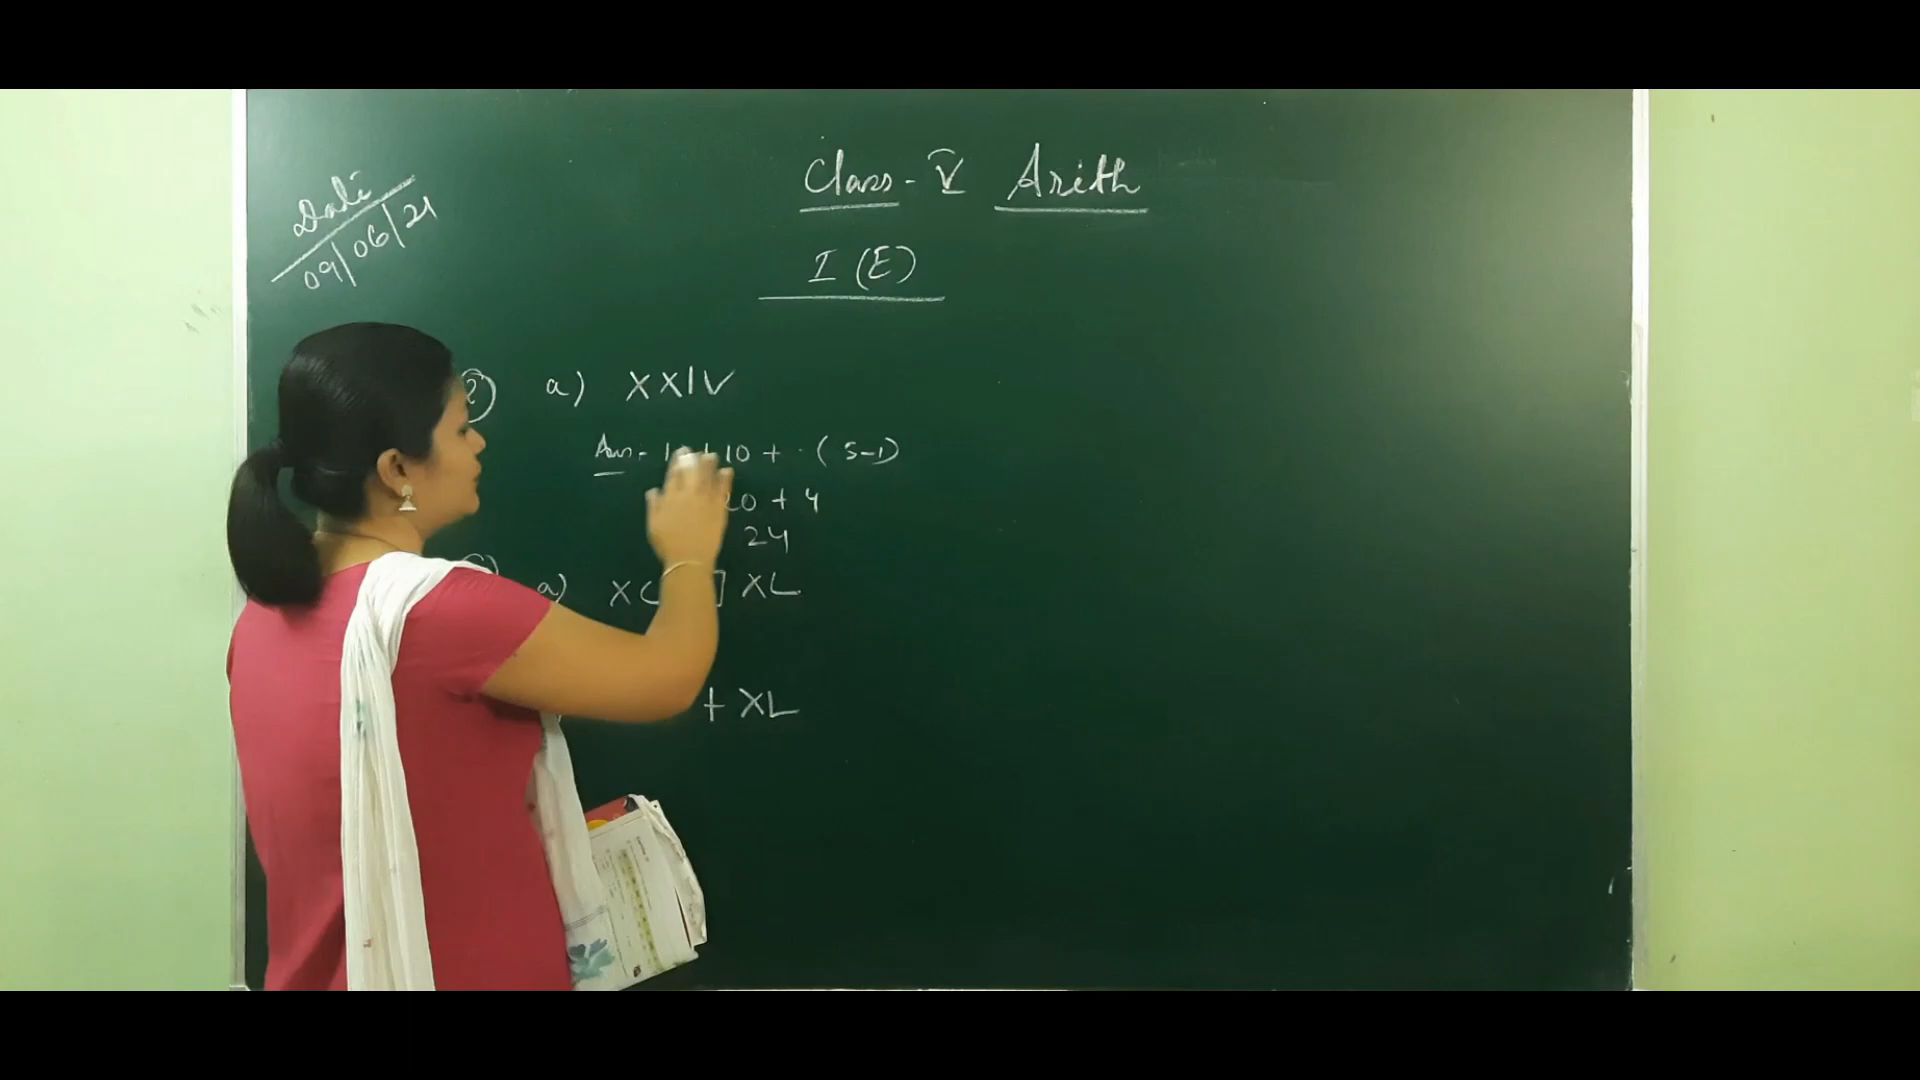 Date
09/06/21
Class - V Arith
I (E)
2 a) XXIV
Ans - 10 + 10 + (5-1)
20 + 4
24
a) XC XL
+ XL